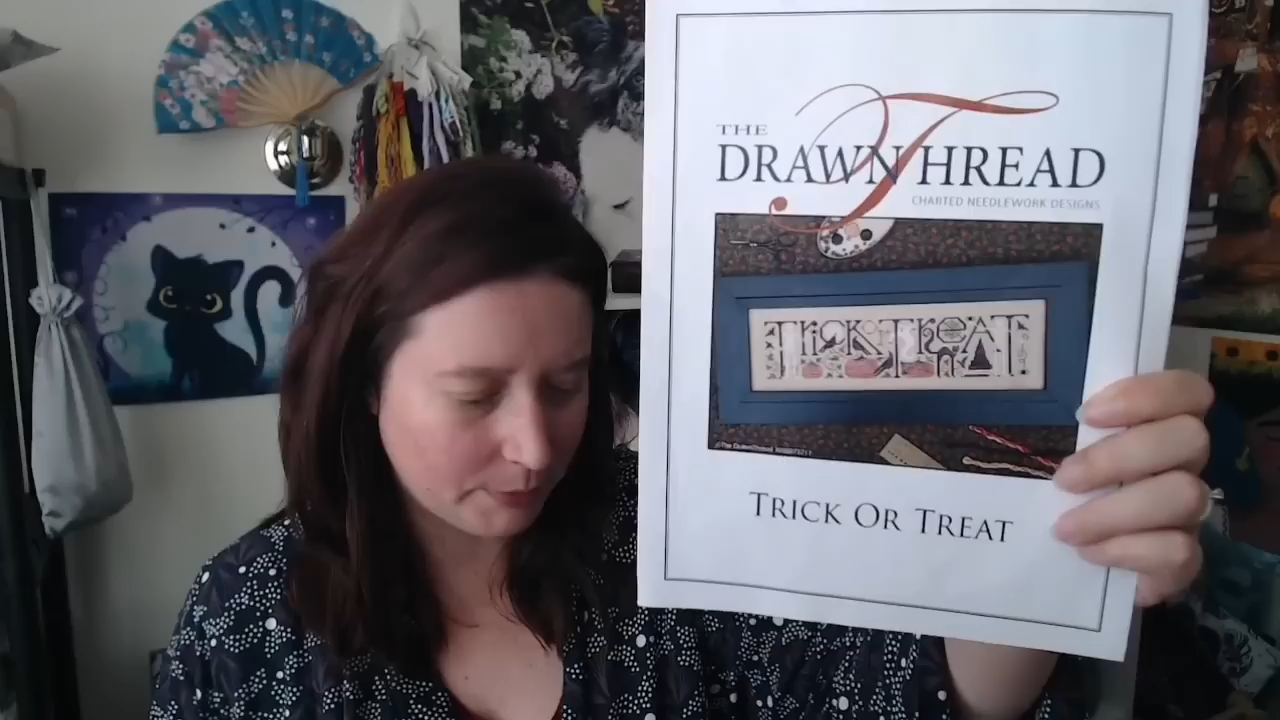 THE
DRAWN THREAD
CHARTED NEEDLEWORK DESIGNS
TRICK TREAT
TRICK OR TREAT